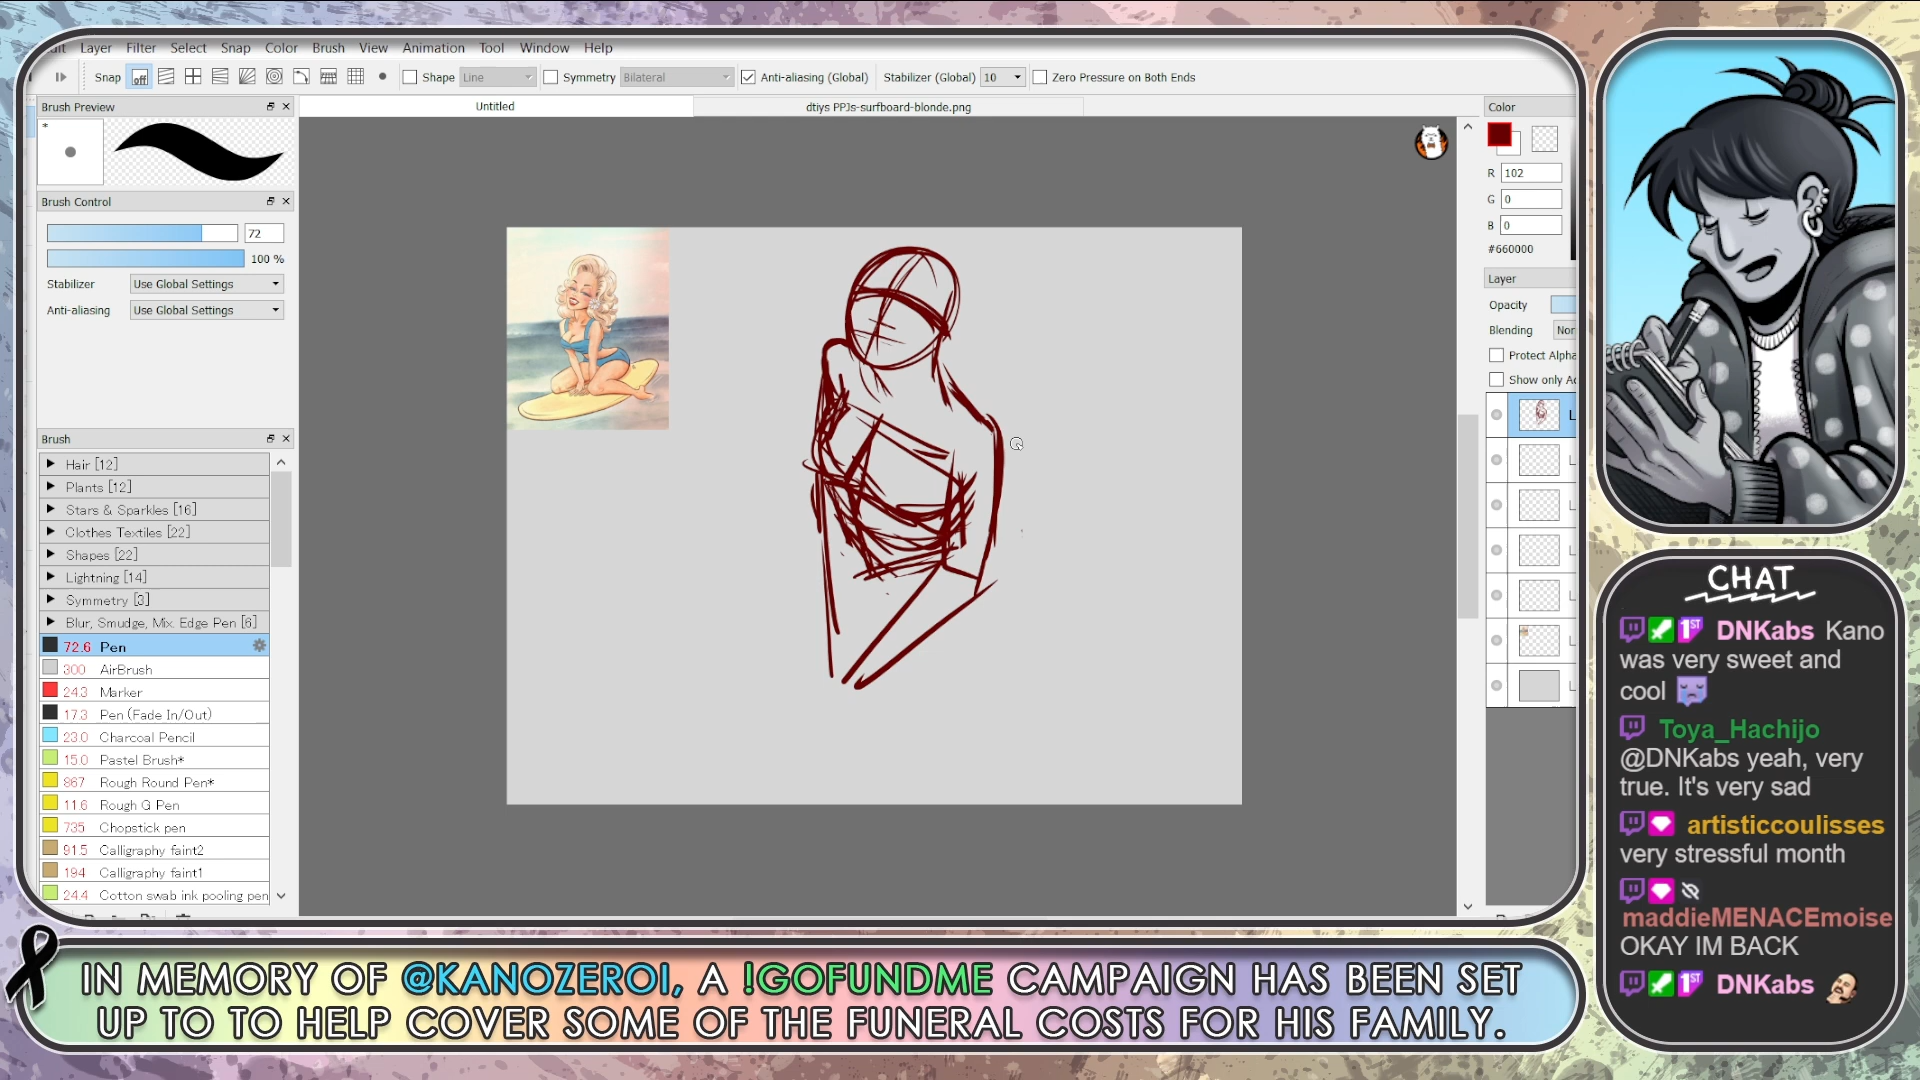 Layer Filter Select Snap Color Brush View Animation Tool Window Help
Snap off Shape Line Symmetry Bilateral Anti-aliasing (Global) Stabilizer (Global) 10 Zero Pressure on Both Ends
Brush Preview
Untitled
dtiys PPJs-surfboard-blonde.png
*
Brush Control
72
100 %
Stabilizer Use Global Settings
Anti-aliasing Use Global Settings
Brush
Hair [12]
Plants [12]
Stars & Sparkles [16]
Clothes Textiles [22]
Shapes [22]
Lightning [14]
Symmetry [3]
Blur, Smudge, Mix. Edge Pen [6]
72.6 Pen
300 AirBrush
24.3 Marker
17.3 Pen (Fade In/Out)
23.0 Charcoal Pencil
15.0 Pastel Brush*
867 Rough Round Pen*
11.6 Rough G Pen
735 Chopstick pen
91.5 Calligraphy faint2
194 Calligraphy faint1
24.4 Cotton swab ink pooling pen
Color
R 102
G 0
B 0
#660000
Layer
Opacity
Blending Nor
Protect Alpha
Show only
CHAT
1ST DNKabs Kano
was very sweet and
cool
Toya_Hachijo
@DNKabs yeah, very
true. It's very sad
artisticcoulisses
very stressful month
maddieMENACEmoise
OKAY IM BACK
1ST DNKabs
IN MEMORY OF @KANOZEROI, A !GOFUNDME CAMPAIGN HAS BEEN SET
UP TO TO HELP COVER SOME OF THE FUNERAL COSTS FOR HIS FAMILY.